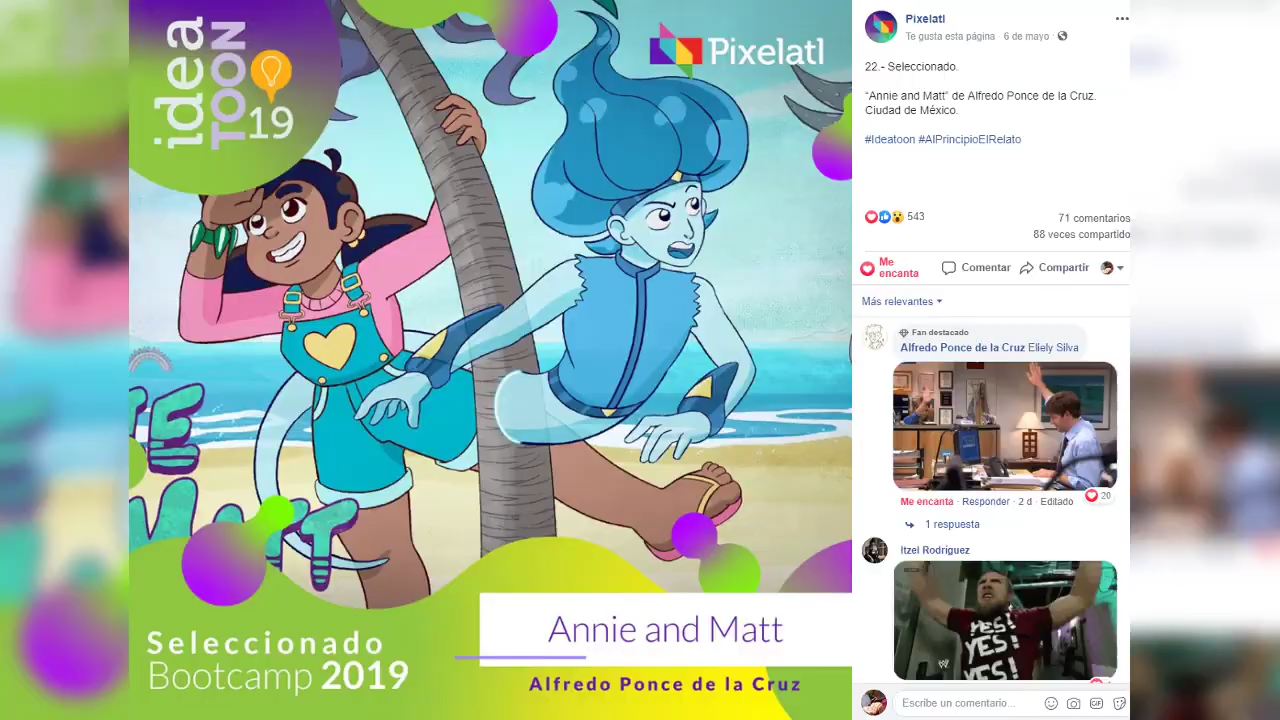 idea
TOON
19
Pixelatl
Seleccionado
Bootcamp 2019
Annie and Matt
Alfredo Ponce de la Cruz
Pixelatl
Te gusta esta página · 6 de mayo ·
22.- Seleccionado.
“Annie and Matt” de Alfredo Ponce de la Cruz.
Ciudad de México.
#Ideatoon #AlPrincipioElRelato
543
71 comentarios
88 veces compartido
Me encanta
Comentar
Compartir
Más relevantes
Fan destacado
Alfredo Ponce de la Cruz Eliely Silva
Me encanta · Responder · 2 d · Editado
20
1 respuesta
Itzel Rodríguez
YES!
YES!
YES!
Escribe un comentario...
GIF